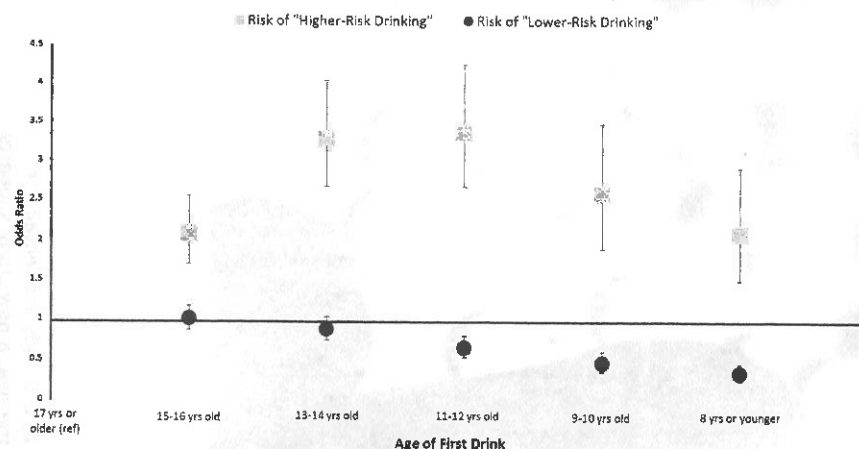 Risk of "Higher-Risk Drinking" Risk of "Lower-Risk Drinking"
4.5
4
3.5
3
2.5
2
1.5
1
0.5
0
Odds Ratio
17 yrs or older (ref) 15-16 yrs old 13-14 yrs old 11-12 yrs old 9-10 yrs old 8 yrs or younger
Age of First Drink